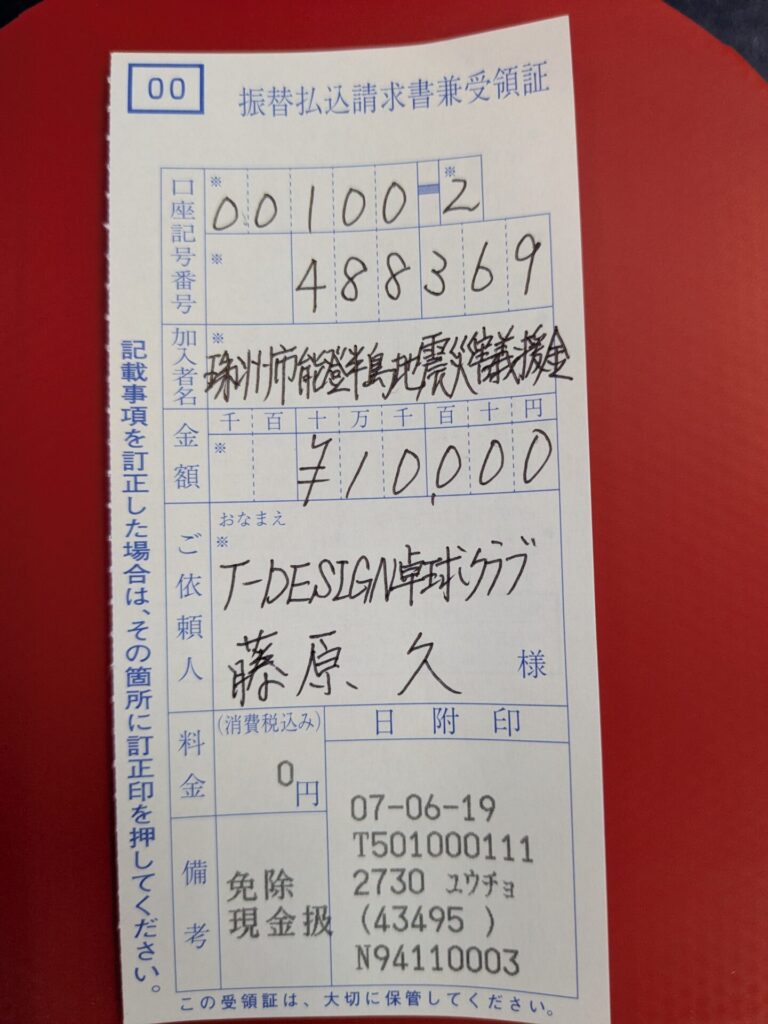 00
振替払込請求書兼受領証
口座記号番号
※ ※
00100-2
※
488369
加入者名
※
珠洲市能登半島地震災害義援金
金額
千 百 十 万 千 百 十 円
※
¥10,000
ご依頼人
おなまえ
※
T-DESIGN卓球クラブ
藤原 久 様
料金
(消費税込み)
0円
日附印
07-06-19
T501000111
2730 ユウチョ
(43495 )
N94110003
備考
免除
現金扱
記載事項を訂正した場合は、その箇所に訂正印を押してください。
この受領証は、大切に保管してください。